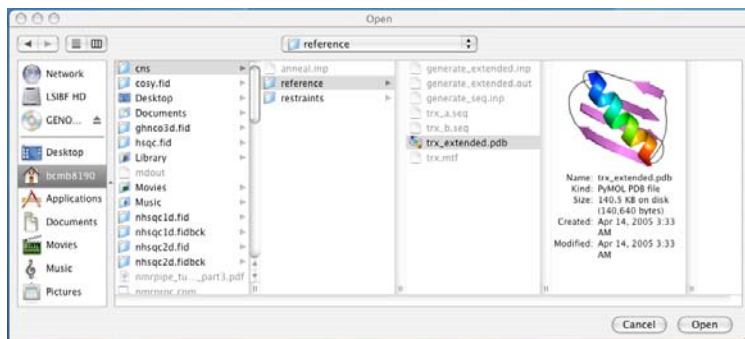 Open
reference
Network
LSIBF HD
GENO...
Desktop
bcmb8190
Applications
Documents
Movies
Music
Pictures
cns
cosy.fid
Desktop
Documents
ghnco3d.fid
hsqc.fid
Library
mdout
Movies
Music
nhsqc1d.fid
nhsqc1d.fidbck
nhsqc2d.fid
nhsqc2d.fidbck
nmrpipe_tu..._part3.pdf
nmrproc.com
anneal.inp
reference
restraints
generate_extended.inp
generate_extended.out
generate_seq.inp
trx_a.seq
trx_b.seq
trx_extended.pdb
trx.mtf
Name: trx_extended.pdb
Kind: PyMOL PDB file
Size: 140.5 KB on disk
(140,640 bytes)
Created: Apr 14, 2005 3:33
AM
Modified: Apr 14, 2005 3:33
AM
Cancel
Open